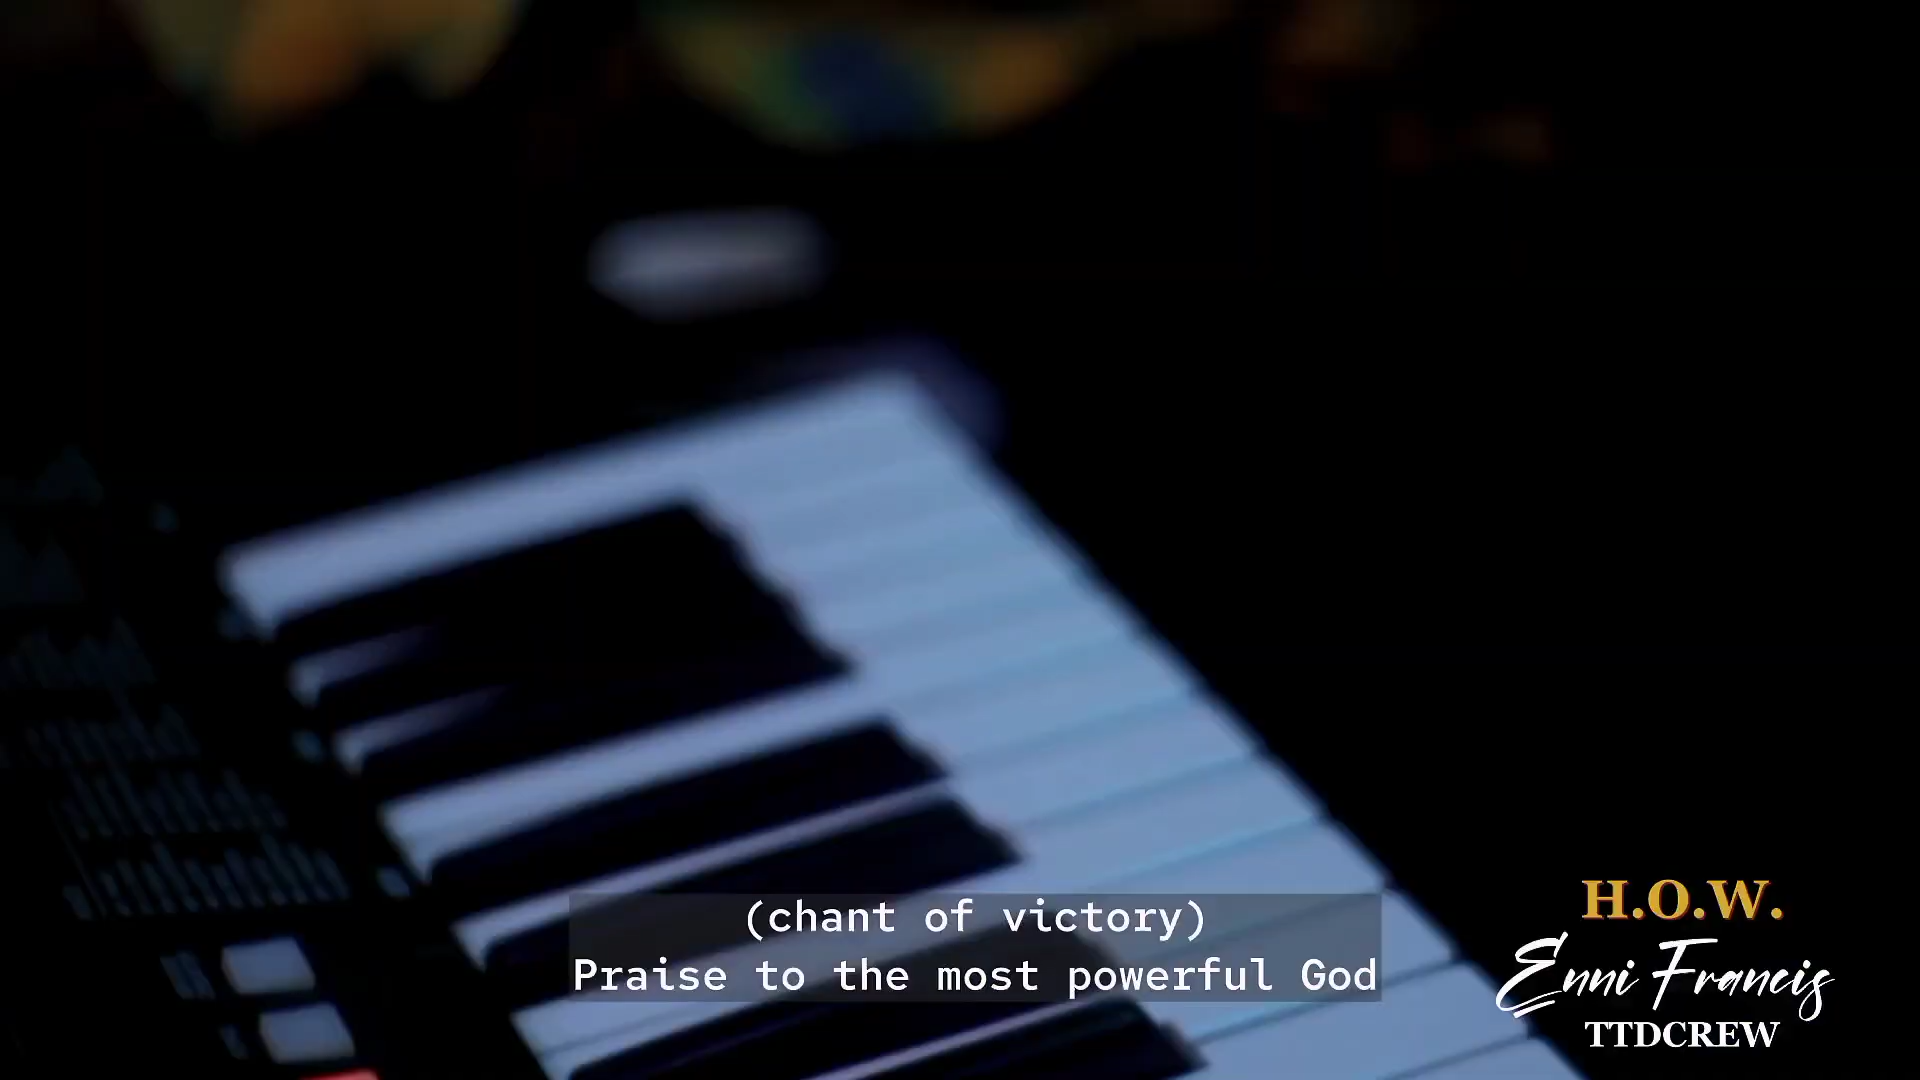 (chant of victory)
Praise to the most powerful God
H.O.W.
Enni Francis
TTDCREW